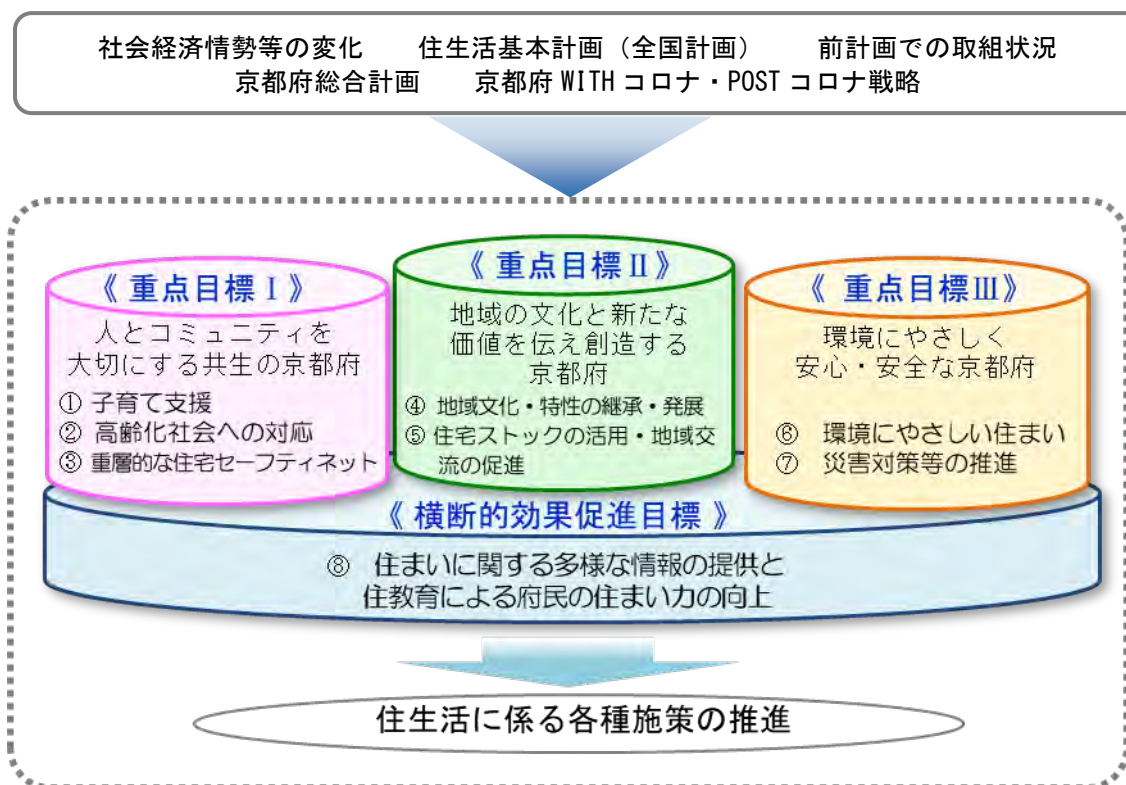 社会経済情勢等の変化　住生活基本計画（全国計画）　前計画での取組状況
京都府総合計画　京都府 WITH コロナ・POST コロナ戦略
《 重点目標Ⅰ 》
人とコミュニティを
大切にする共生の京都府
① 子育て支援
② 高齢化社会への対応
③ 重層的な住宅セーフティネット
《 重点目標Ⅱ 》
地域の文化と新たな
価値を伝え創造する
京都府
④ 地域文化・特性の継承・発展
⑤ 住宅ストックの活用・地域交
流の促進
《 重点目標Ⅲ 》
環境にやさしく
安心・安全な京都府
⑥ 環境にやさしい住まい
⑦ 災害対策等の推進
《 横断的効果促進目標 》
⑧ 住まいに関する多様な情報の提供と
住教育による府民の住まい力の向上
住生活に係る各種施策の推進